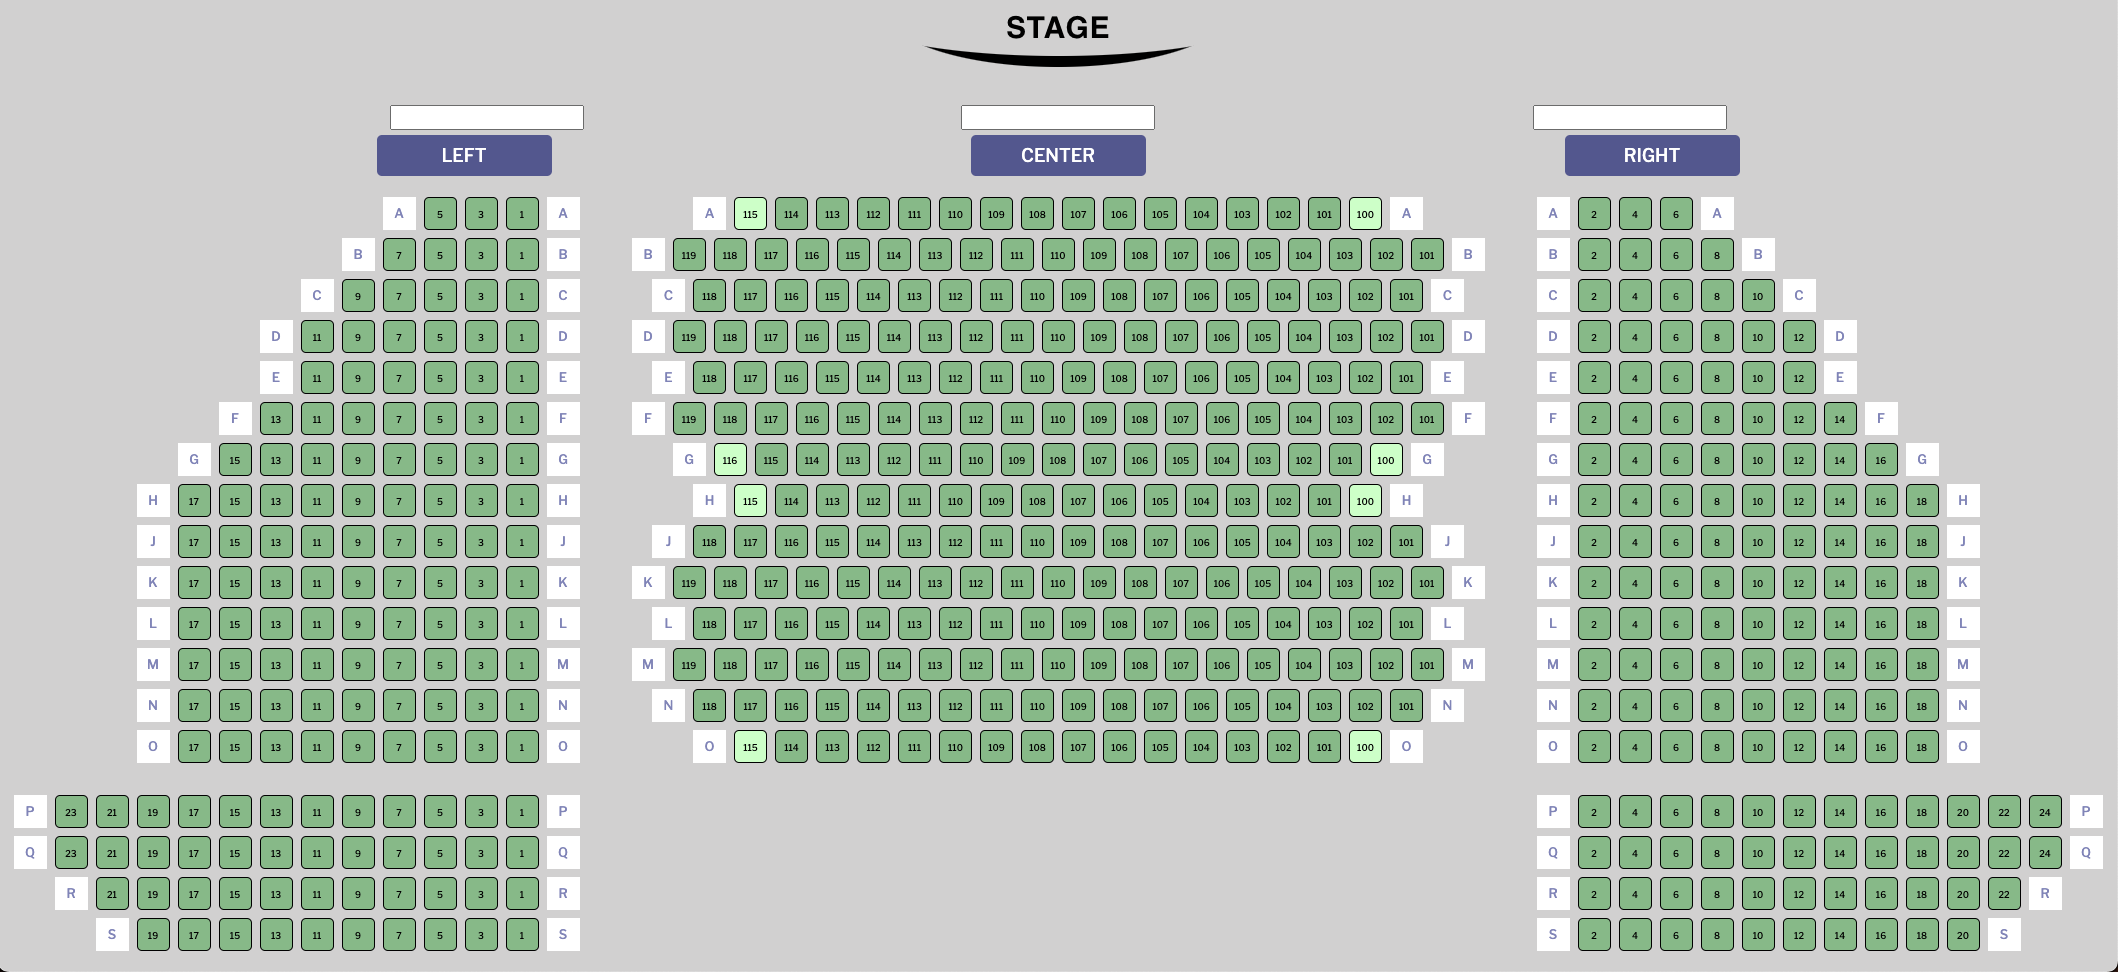 STAGE
LEFT CENTER RIGHT
A 5 3 1 A A 115 114 113 112 111 110 109 108 107 106 105 104 103 102 101 100 A A 2 4 6 A
B 7 5 3 1 B B 119 118 117 116 115 114 113 112 111 110 109 108 107 106 105 104 103 102 101 B B 2 4 6 8 B
C 9 7 5 3 1 C C 118 117 116 115 114 113 112 111 110 109 108 107 106 105 104 103 102 101 C C 2 4 6 8 10 C
D 11 9 7 5 3 1 D D 119 118 117 116 115 114 113 112 111 110 109 108 107 106 105 104 103 102 101 D D 2 4 6 8 10 12 D
E 11 9 7 5 3 1 E E 118 117 116 115 114 113 112 111 110 109 108 107 106 105 104 103 102 101 E E 2 4 6 8 10 12 E
F 13 11 9 7 5 3 1 F F 119 118 117 116 115 114 113 112 111 110 109 108 107 106 105 104 103 102 101 F F 2 4 6 8 10 12 14 F
G 15 13 11 9 7 5 3 1 G G 116 115 114 113 112 111 110 109 108 107 106 105 104 103 102 101 100 G G 2 4 6 8 10 12 14 16 G
H 17 15 13 11 9 7 5 3 1 H H 115 114 113 112 111 110 109 108 107 106 105 104 103 102 101 100 H H 2 4 6 8 10 12 14 16 18 H
J 17 15 13 11 9 7 5 3 1 J J 118 117 116 115 114 113 112 111 110 109 108 107 106 105 104 103 102 101 J J 2 4 6 8 10 12 14 16 18 J
K 17 15 13 11 9 7 5 3 1 K K 119 118 117 116 115 114 113 112 111 110 109 108 107 106 105 104 103 102 101 K K 2 4 6 8 10 12 14 16 18 K
L 17 15 13 11 9 7 5 3 1 L L 118 117 116 115 114 113 112 111 110 109 108 107 106 105 104 103 102 101 L L 2 4 6 8 10 12 14 16 18 L
M 17 15 13 11 9 7 5 3 1 M M 119 118 117 116 115 114 113 112 111 110 109 108 107 106 105 104 103 102 101 M M 2 4 6 8 10 12 14 16 18 M
N 17 15 13 11 9 7 5 3 1 N N 118 117 116 115 114 113 112 111 110 109 108 107 106 105 104 103 102 101 N N 2 4 6 8 10 12 14 16 18 N
O 17 15 13 11 9 7 5 3 1 O O 115 114 113 112 111 110 109 108 107 106 105 104 103 102 101 100 O O 2 4 6 8 10 12 14 16 18 O
P 23 21 19 17 15 13 11 9 7 5 3 1 P P 2 4 6 8 10 12 14 16 18 20 22 24 P
Q 23 21 19 17 15 13 11 9 7 5 3 1 Q Q 2 4 6 8 10 12 14 16 18 20 22 24 Q
R 21 19 17 15 13 11 9 7 5 3 1 R R 2 4 6 8 10 12 14 16 18 20 22 R
S 19 17 15 13 11 9 7 5 3 1 S S 2 4 6 8 10 12 14 16 18 20 S